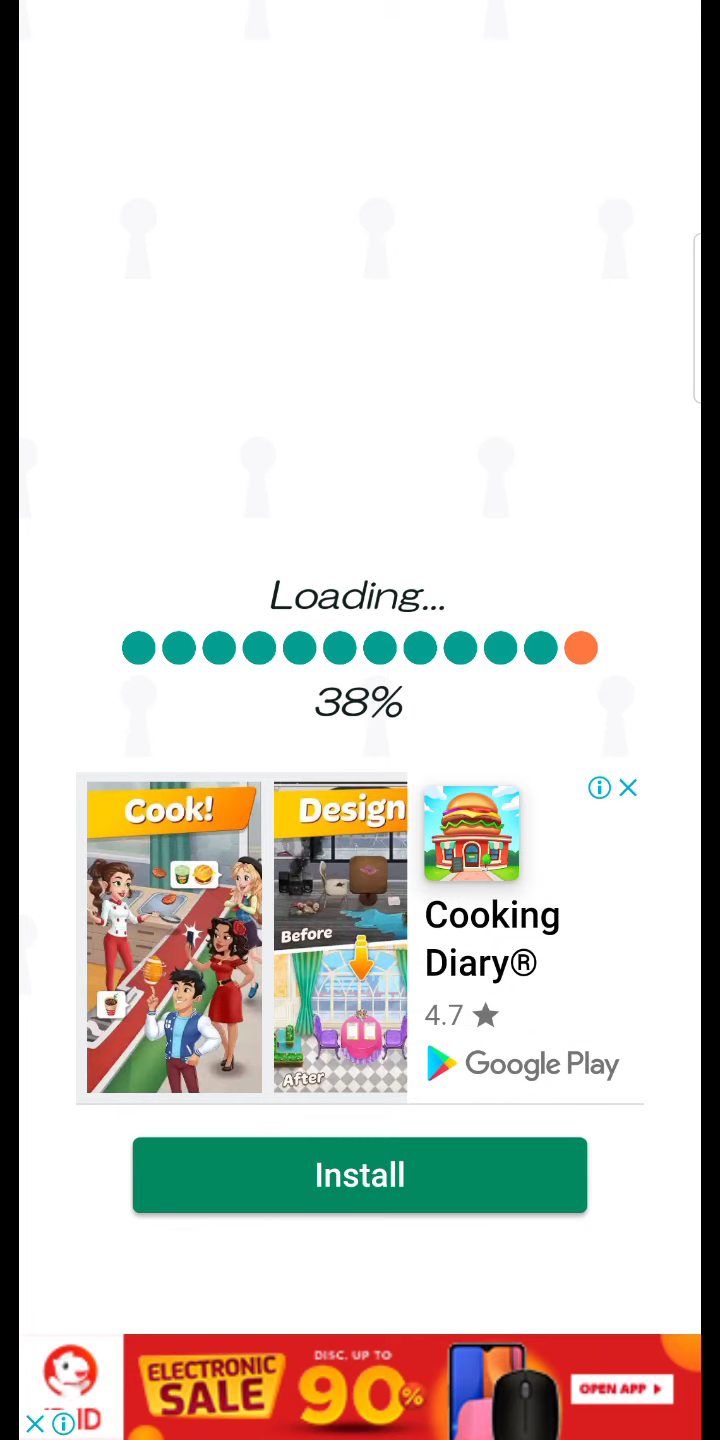 Loading...
38%
Cook!
Design
Before
After
Cooking
Diary®
4.7
Google Play
Install
ELECTRONIC
SALE
DISC. UP TO
90%
OPEN APP